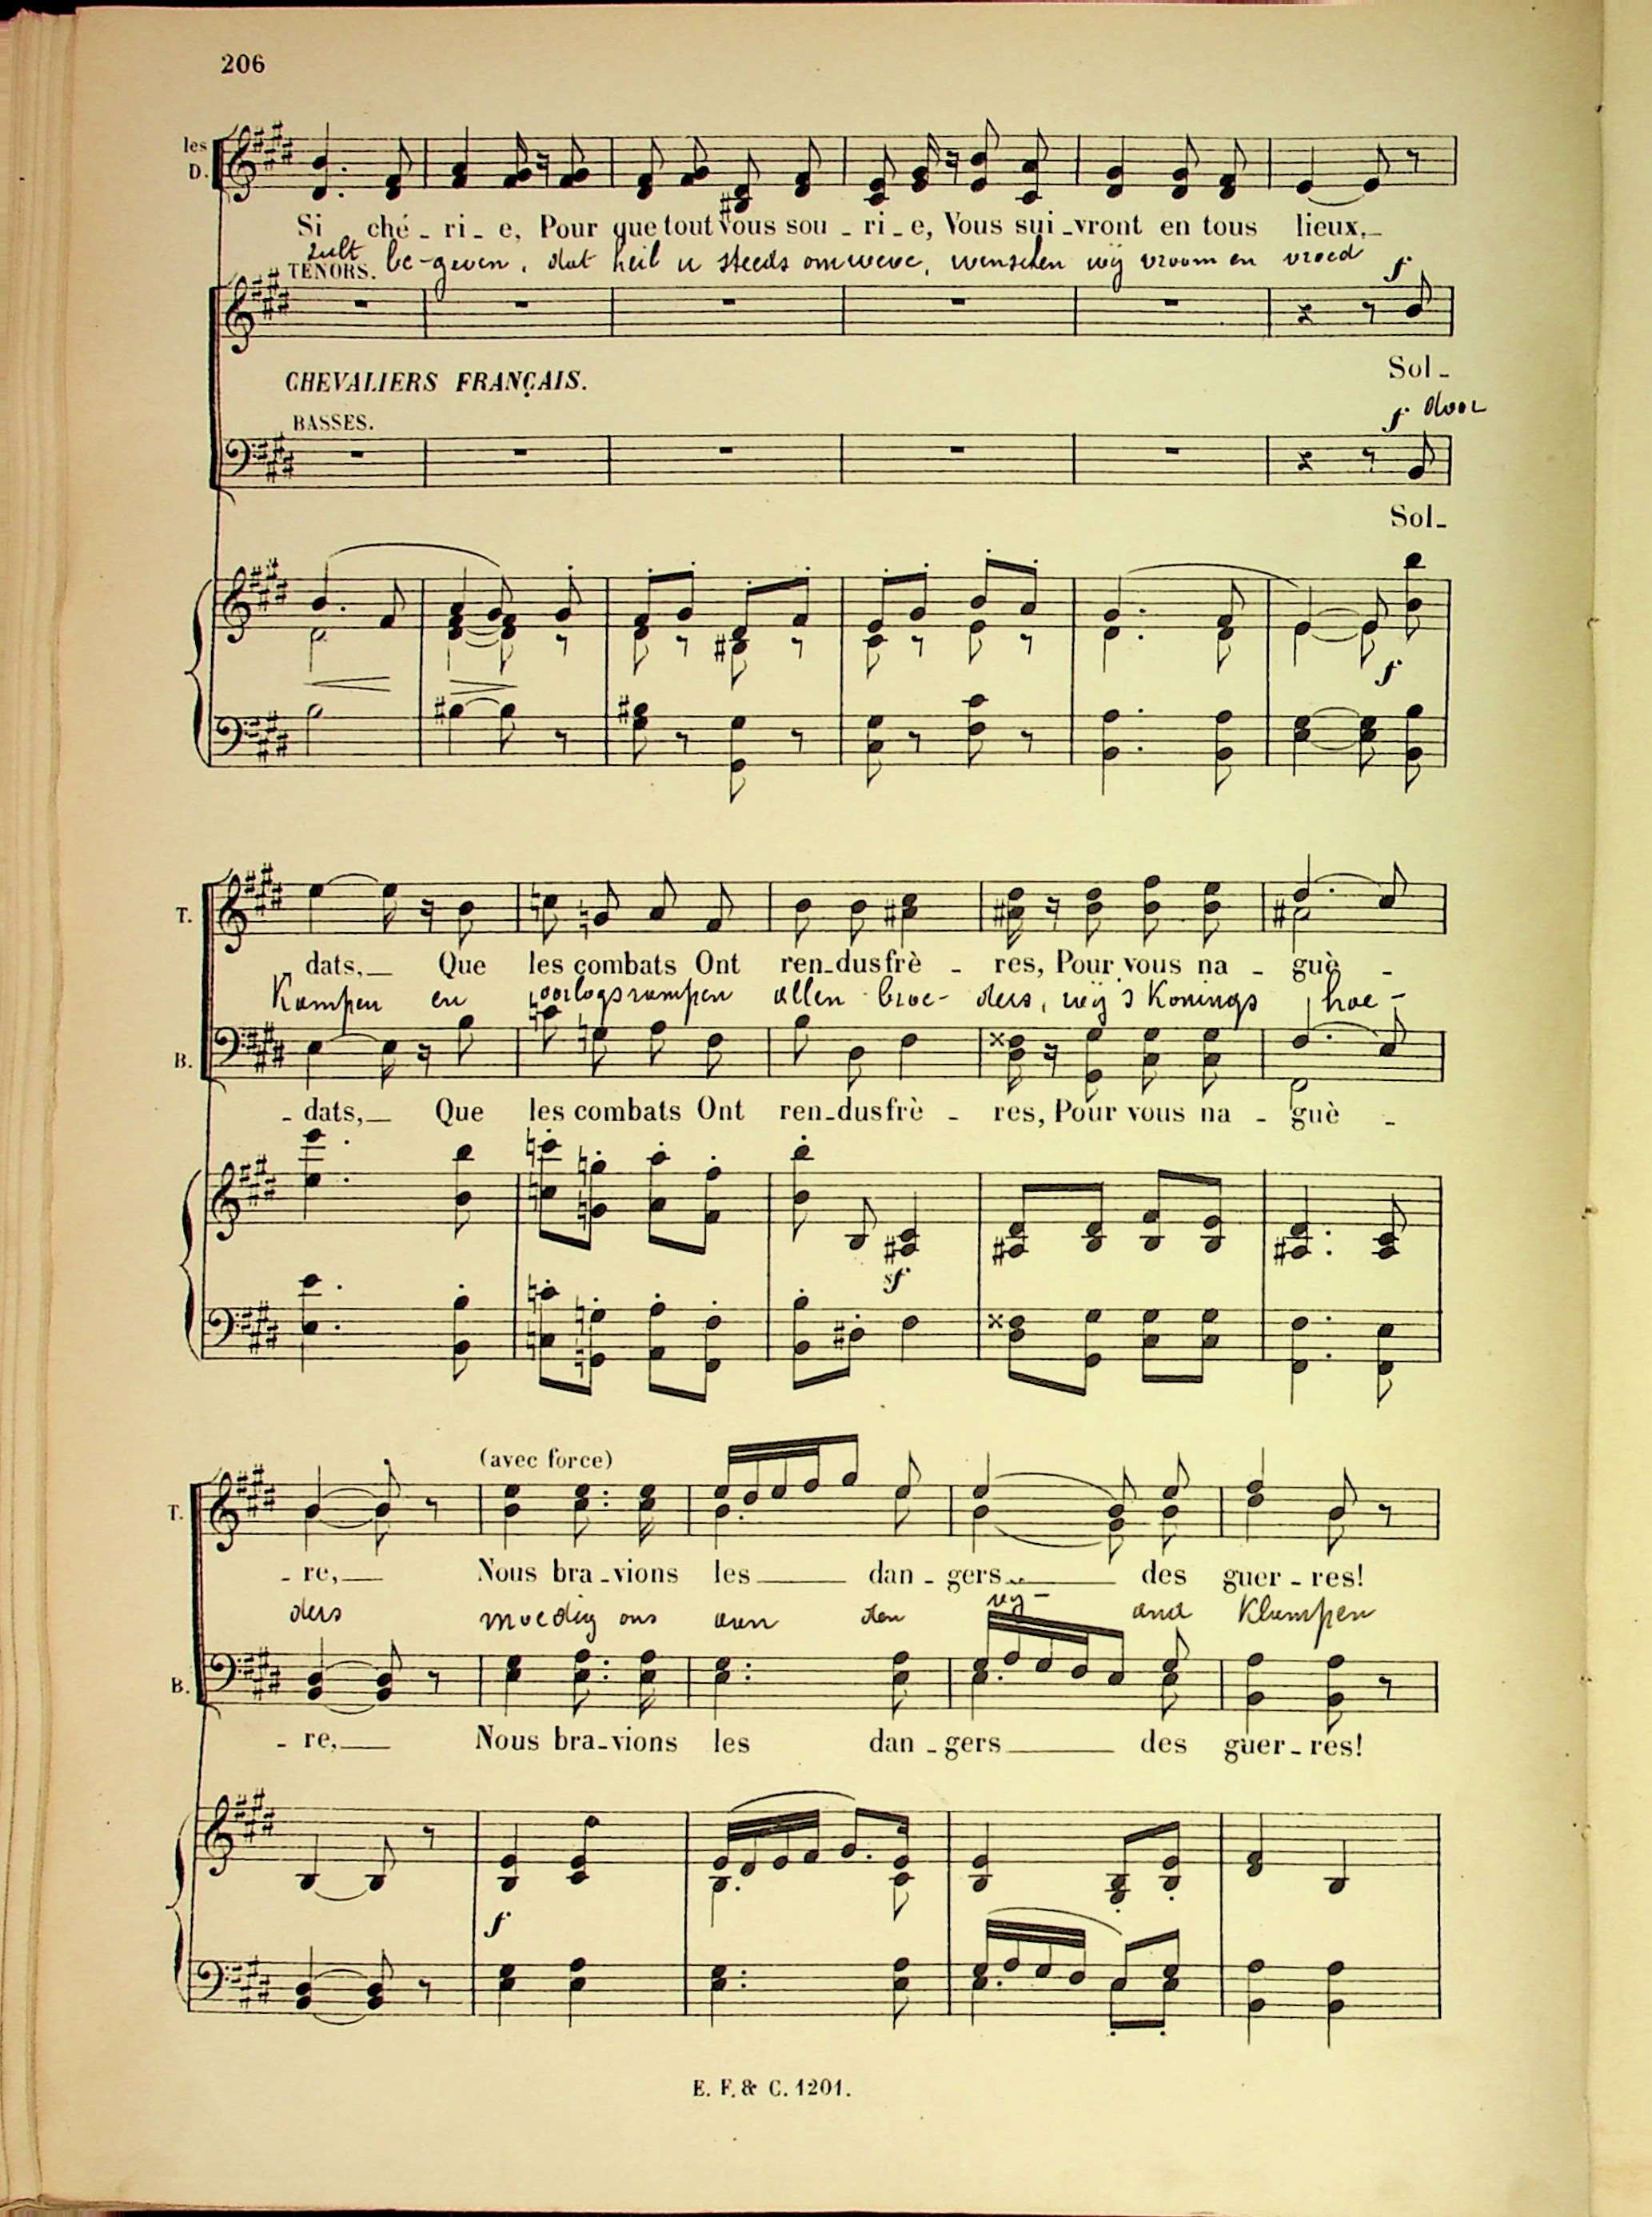 206
les
D.
Si ché - ri - e, Pour que tout vous sou - ri - e, Vous sui - vront en tous lieux,
zult be-geven, dat heil u steeds omweve, wenschen wij vroom en vroed
TÉNORS.
f
Sol -
CHEVALIERS FRANÇAIS.
f door
BASSES.
Sol -
f
T.
dats, Que les combats Ont ren - dus frè - res, Pour vous na - guè -
Kampen en oorlogsrampen allen broe- ders, wij 's Konings hoe -
B.
- dats, Que les combats Ont ren - dus frè - res, Pour vous na - guè -
sf
(avec force)
T.
- re, Nous bra - vions les dan - gers des guer - res!
ders moedig ons aan den vij - and Klampen
B.
- re, Nous bra - vions les dan - gers des guer - res!
f
E. F. & C. 1201.